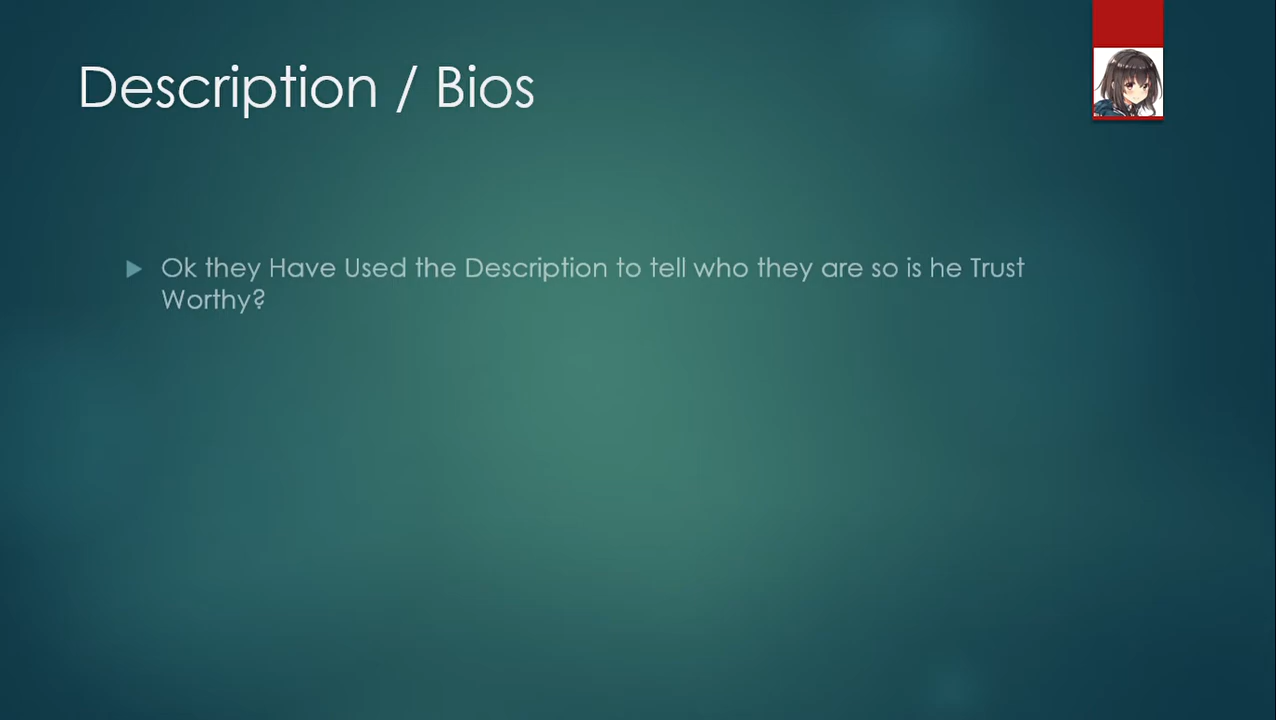 Description / Bios
Ok they Have Used the Description to tell who they are so is he Trust
Worthy?